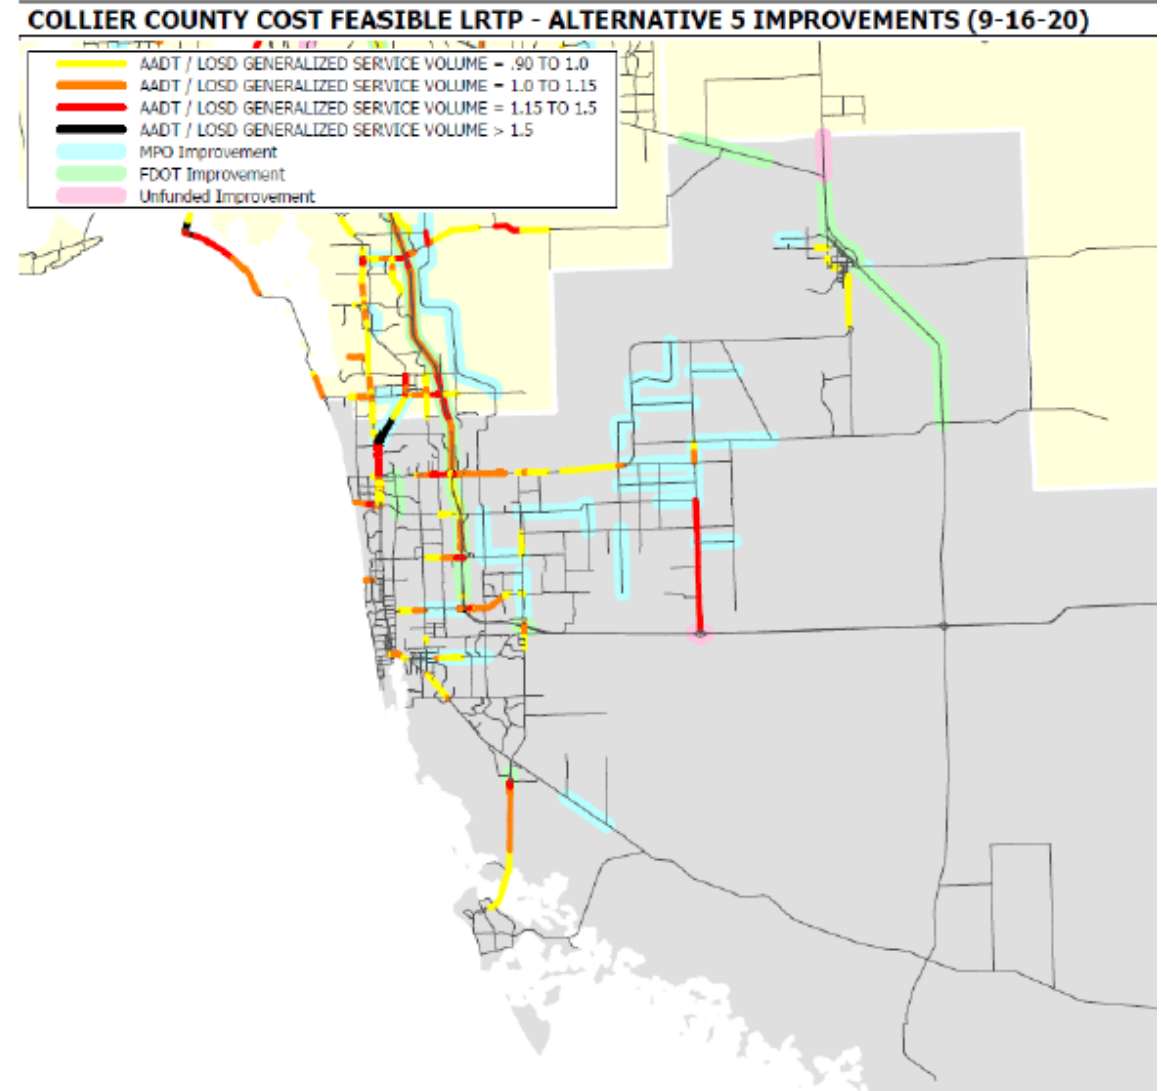 COLLIER COUNTY COST FEASIBLE LRTP - ALTERNATIVE 5 IMPROVEMENTS (9-16-20)
AADT / LOSD GENERALIZED SERVICE VOLUME = .90 TO 1.0
AADT / LOSD GENERALIZED SERVICE VOLUME = 1.0 TO 1.15
AADT / LOSD GENERALIZED SERVICE VOLUME = 1.15 TO 1.5
AADT / LOSD GENERALIZED SERVICE VOLUME > 1.5
MPO Improvement
FDOT Improvement
Unfunded Improvement